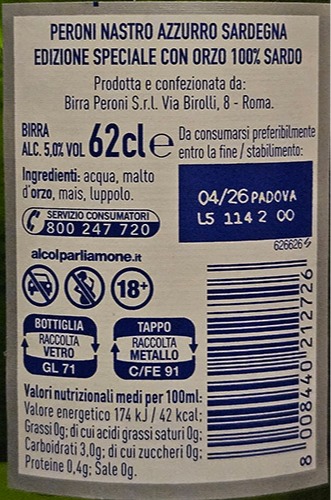 PERONI NASTRO AZZURRO SARDEGNA
EDIZIONE SPECIALE CON ORZO 100% SARDO
Prodotta e confezionata da:
Birra Peroni S.r.l. Via Birolli, 8 - Roma.
BIRRA
ALC. 5,0% VOL 62cl e
Da consumarsi preferibilmente
entro la fine / stabilimento:
Ingredienti: acqua, malto
d'orzo, mais, luppolo.
04/26 PADOVA
L5 114 2 00
SERVIZIO CONSUMATORI
800 247 720
626626
alcolparliamone.it
18+
BOTTIGLIA
RACCOLTA
VETRO
GL 71
TAPPO
RACCOLTA
METALLO
C/FE 91
Valori nutrizionali medi per 100ml:
Valore energetico 174 kJ / 42 kcal;
Grassi 0g; di cui acidi grassi saturi 0g;
Carboidrati 3,0g; di cui zuccheri 0g;
Proteine 0,4g; Sale 0g.
8 008440 212726